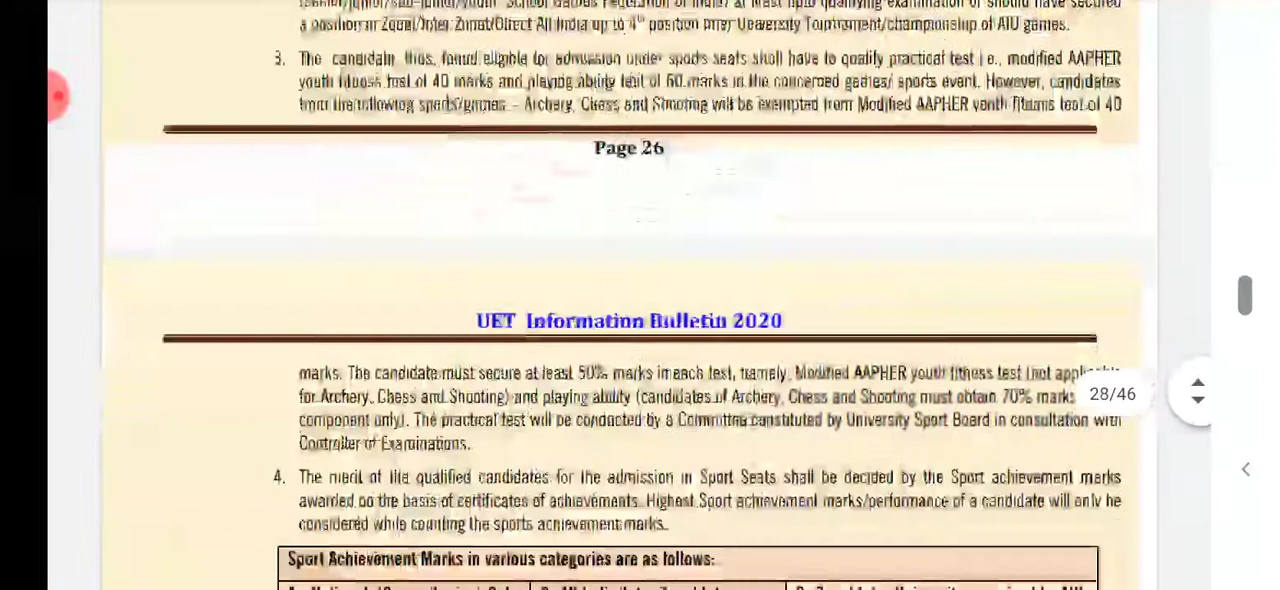 a position in Zonal/Inter Zonal/Direct All India up to 4th position in University Tournament/championship of AIU games.
3. The candidate thus, found eligible for admission under sports seats shall have to qualify practical test i.e., modified AAPHER
youth fitness test of 40 marks and playing ability test of 60 marks in the concerned games/ sports event. However, candidates
from the following sports/games – Archery, Chess and Shooting will be exempted from Modified AAPHER youth fitness test of 40
Page 26
UET Information Bulletin 2020
marks. The candidate must secure at least 50% marks in each test, namely, Modified AAPHER youth fitness test (not
for Archery, Chess and Shooting) and playing ability (candidates of Archery, Chess and Shooting must obtain 70% marks
component only). The practical test will be conducted by a Committee constituted by University Sport Board in consultation with
Controller of Examinations.
28/46
4. The merit of the qualified candidates for the admission in Sport Seats shall be decided by the Sport achievement marks
awarded on the basis of certificates of achievements. Highest Sport achievement marks/performance of a candidate will only be
considered while counting the sports achievement marks.
Sport Achievement Marks in various categories are as follows: